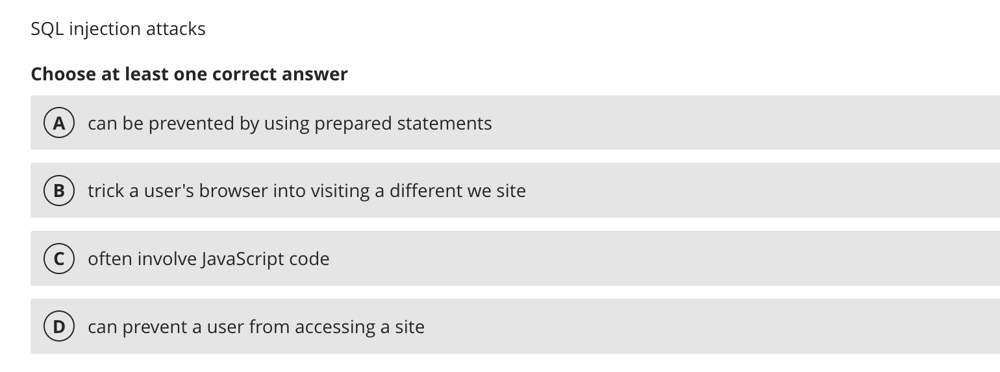 SQL injection attacks
Choose at least one correct answer
A can be prevented by using prepared statements
B trick a user's browser into visiting a different we site
C often involve JavaScript code
D can prevent a user from accessing a site